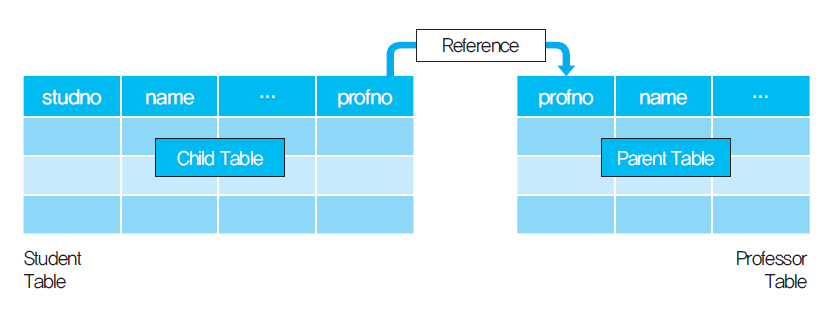 Reference
studno name ... profno
profno name ...
Child Table
Parent Table
Student
Table
Professor
Table